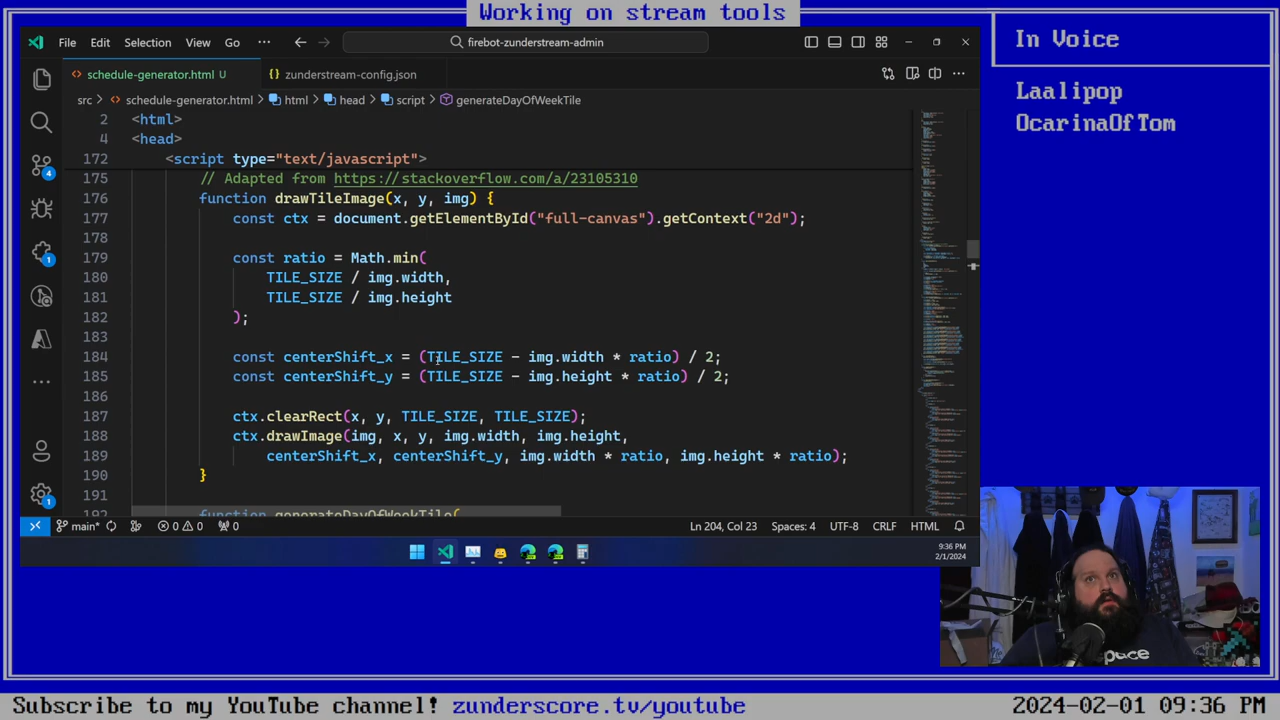 Working on stream tools
File Edit Selection View Go ··· firebot-zunderstream-admin
schedule-generator.html U zunderstream-config.json
src > schedule-generator.html > html > head > script > generateDayOfWeekTile
2 <html>
4 <head>
172 <script type="text/javascript">
175 // Adapted from https://stackoverflow.com/a/23105310
176 function drawTileImage(x, y, img) {
177 const ctx = document.getElementById("full-canvas").getContext("2d");
178
179 const ratio = Math.min(
180 TILE_SIZE / img.width,
181 TILE_SIZE / img.height
182 );
184 const centerShift_x = (TILE_SIZE - img.width * ratio) / 2;
185 const centerShift_y = (TILE_SIZE - img.height * ratio) / 2;
186
187 ctx.clearRect(x, y, TILE_SIZE, TILE_SIZE);
188 ctx.drawImage(img, x, y, img.width, img.height,
189 centerShift_x, centerShift_y, img.width * ratio, img.height * ratio);
190 }
191
192 function generateDayOfWeekTile(
main* 0 0 0 Ln 204, Col 23 Spaces: 4 UTF-8 CRLF HTML
9:36 PM
2/1/2024
In Voice
Laalipop
OcarinaOfTom
pace
Subscribe to my YouTube channel! zunderscore.tv/youtube 2024-02-01 09:36 PM